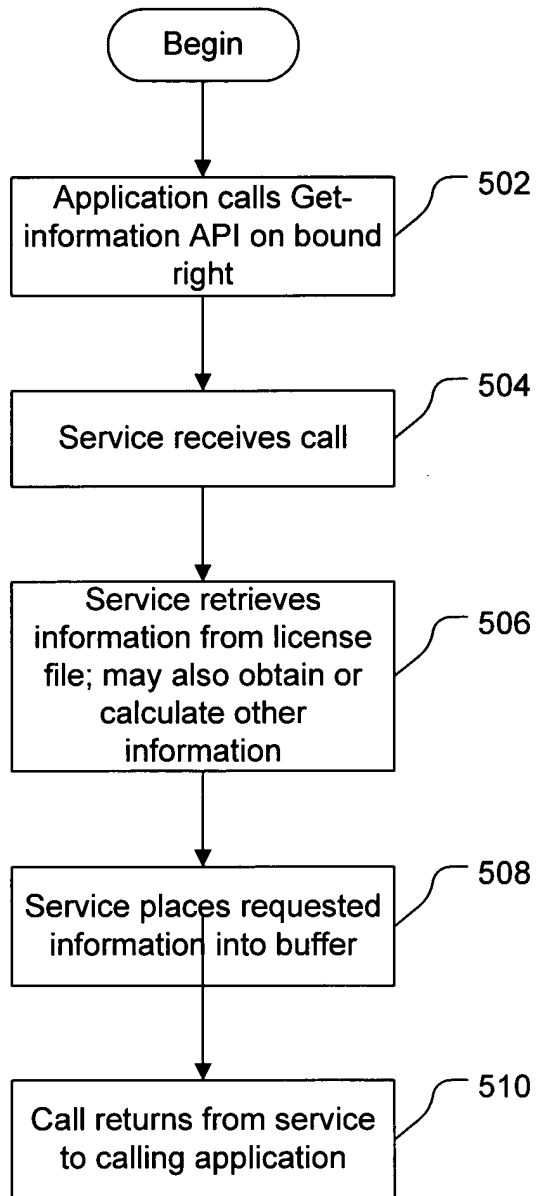 Begin
502
Application calls Get-
information API on bound
right
504
Service receives call
506
Service retrieves
information from license
file; may also obtain or
calculate other
information
508
Service places requested
information into buffer
510
Call returns from service
to calling application